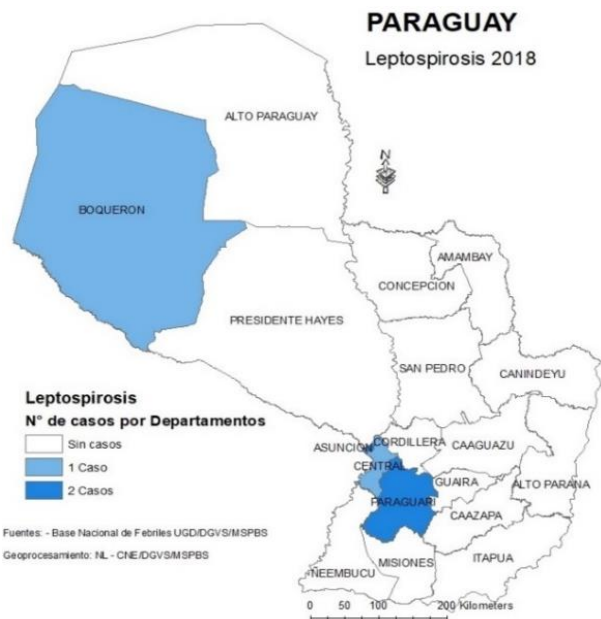 PARAGUAY
Leptospirosis 2018
ALTO PARAGUAY
N
BOQUERON
AMAMBAY
CONCEPCION
PRESIDENTE HAYES
SAN PEDRO
CANINDEYU
Leptospirosis
N° de casos por Departamentos
Sin casos
1 Caso
2 Casos
ASUNCION
CORDILLERA
CAAGUAZU
CENTRAL
GUAIRA
ALTO PARANA
PARAGUARI
CAAZAPA
Fuentes: - Base Nacional de Febriles UGD/DGVS/MSPBS
Geoprocesamiento: NL - CNE/DGVS/MSPBS
ÑEEMBUCU
MISIONES
ITAPUA
0 50 100 200 Kilometers